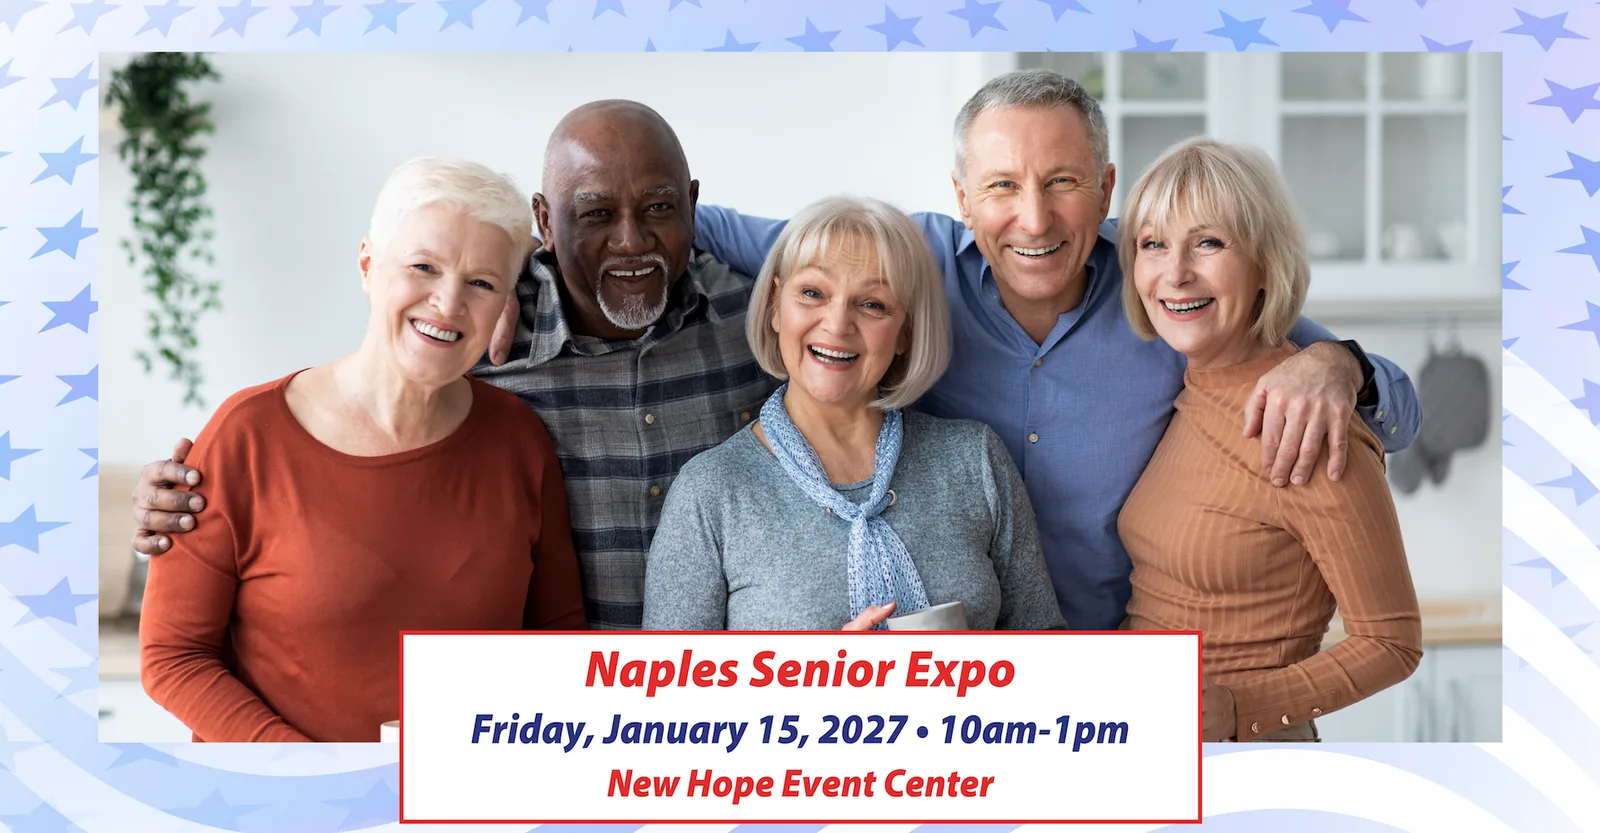 Naples Senior Expo
Friday, January 15, 2027 • 10am-1pm
New Hope Event Center